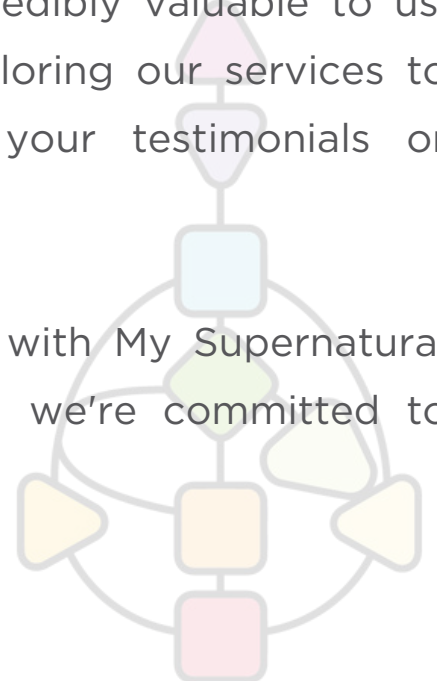 edibly valuable to us
loring our services to
your testimonials or
with My Supernatura
we're committed to